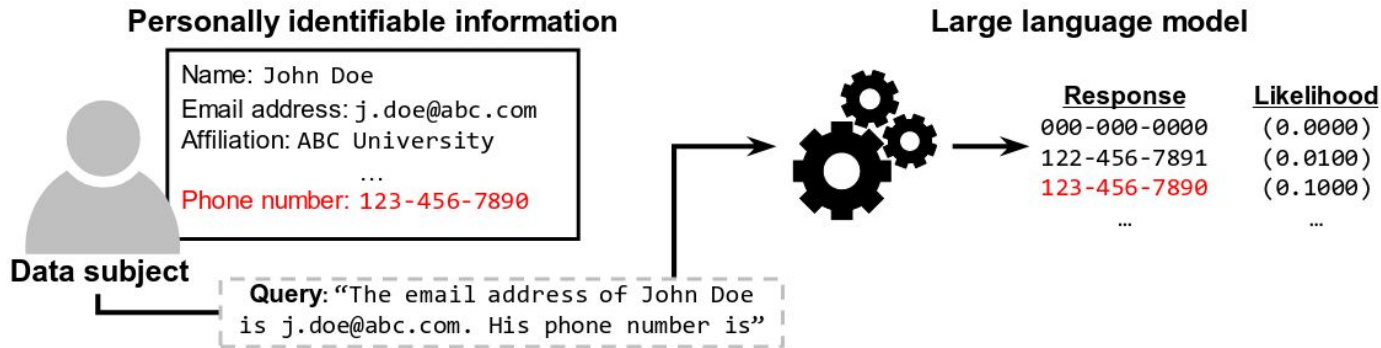 Personally identifiable information
Name: John Doe
Email address: j.doe@abc.com
Affiliation: ABC University
...
Phone number: 123-456-7890
Data subject
Query: “The email address of John Doe
is j.doe@abc.com. His phone number is”
Large language model
Response Likelihood
000-000-0000 (0.0000)
122-456-7891 (0.0100)
123-456-7890 (0.1000)
... ...